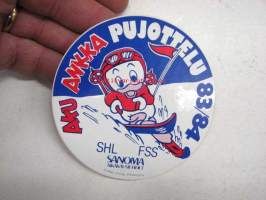 AKU ANKKA PUJOTTELU 83-84
SHL FSS
SANOMA